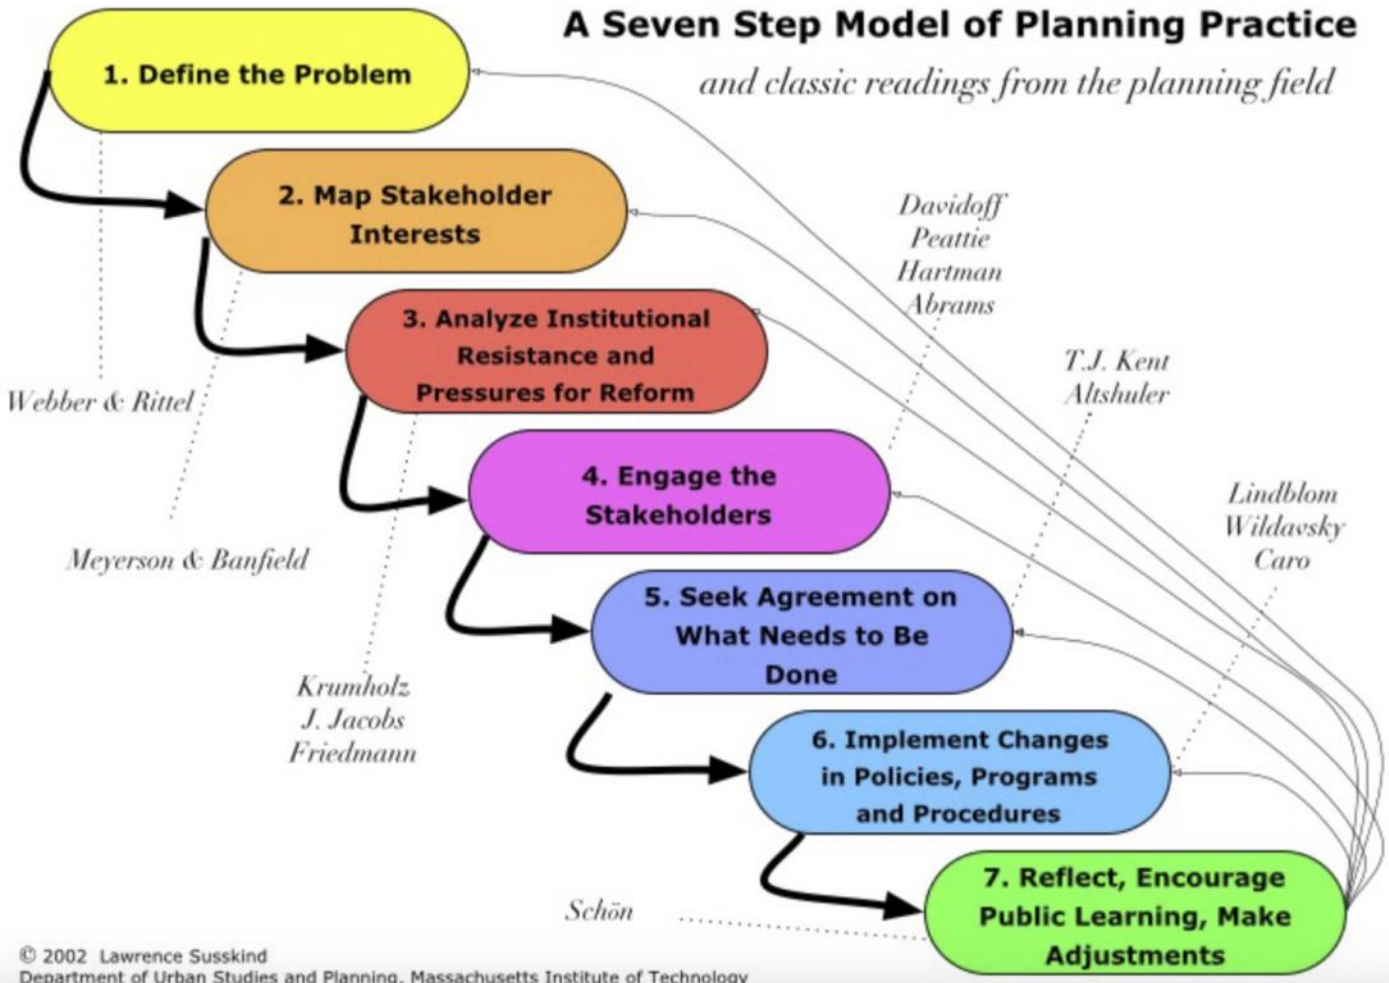 A Seven Step Model of Planning Practice
and classic readings from the planning field
1. Define the Problem
2. Map Stakeholder
Interests
3. Analyze Institutional
Resistance and
Pressures for Reform
4. Engage the
Stakeholders
5. Seek Agreement on
What Needs to Be
Done
6. Implement Changes
in Policies, Programs
and Procedures
7. Reflect, Encourage
Public Learning, Make
Adjustments
Webber & Rittel
Meyerson & Banfield
Krumholz
J. Jacobs
Friedmann
Davidoff
Peattie
Hartman
Abrams
T.J. Kent
Altshuler
Lindblom
Wildavsky
Caro
Schön
© 2002 Lawrence Susskind
Department of Urban Studies and Planning, Massachusetts Institute of Technology